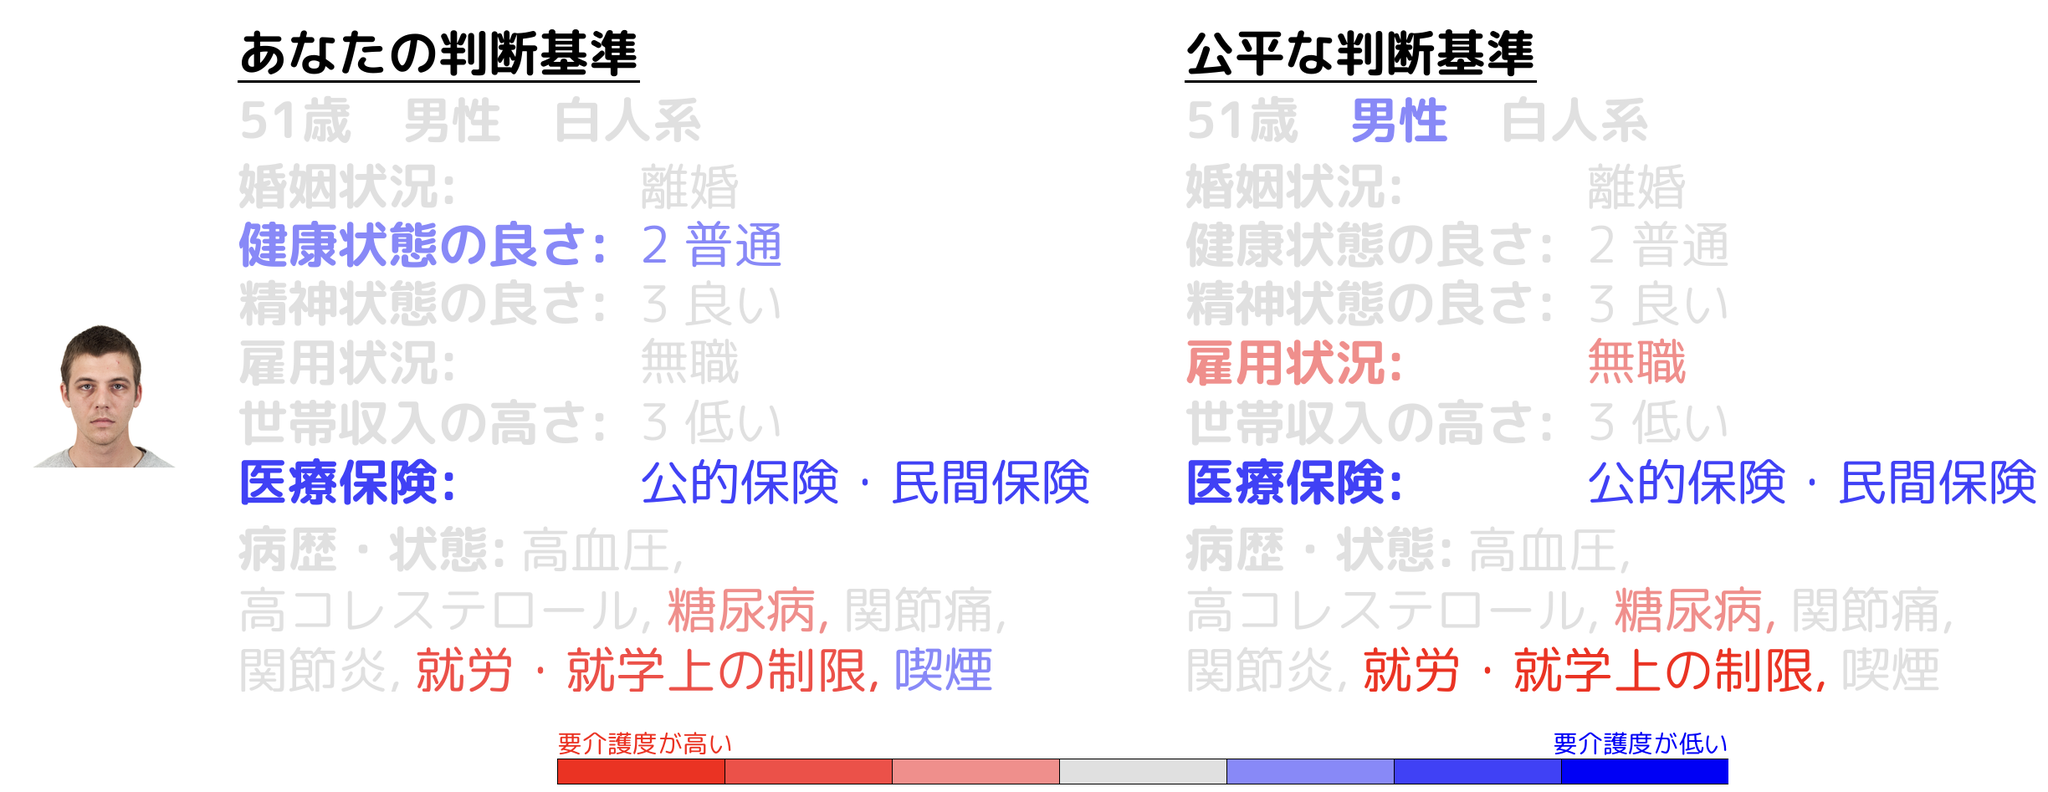 あなたの判断基準
51歳 男性 白人系
婚姻状況: 離婚
健康状態の良さ: 2 普通
精神状態の良さ: 3 良い
雇用状況: 無職
世帯収入の高さ: 3 低い
医療保険: 公的保険・民間保険
病歴・状態: 高血圧,
高コレステロール, 糖尿病, 関節痛,
関節炎, 就労・就学上の制限, 喫煙
公平な判断基準
51歳 男性 白人系
婚姻状況: 離婚
健康状態の良さ: 2 普通
精神状態の良さ: 3 良い
雇用状況: 無職
世帯収入の高さ: 3 低い
医療保険: 公的保険・民間保険
病歴・状態: 高血圧,
高コレステロール, 糖尿病, 関節痛,
関節炎, 就労・就学上の制限, 喫煙
要介護度が高い
要介護度が低い